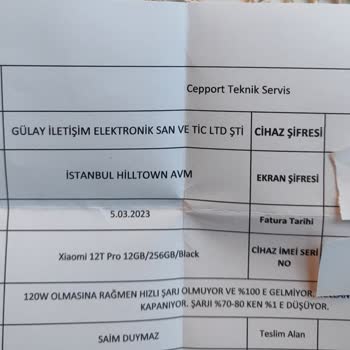 Cepport Teknik Servis
GÜLAY İLETİŞİM ELEKTRONİK SAN VE TİC LTD ŞTİ CİHAZ ŞİFRESİ
İSTANBUL HILLTOWN AVM EKRAN ŞİFRESİ
5.03.2023 Fatura Tarihi
Xiaomi 12T Pro 12GB/256GB/Black CİHAZ IMEI SERİ NO
120W OLMASINA RAĞMEN HIZLI ŞARJ OLMUYOR VE %100 E GELMİYOR.
KAPANIYOR. ŞARJI %70-80 KEN %1 E DÜŞÜYOR.
SAİM DUYMAZ Teslim Alan